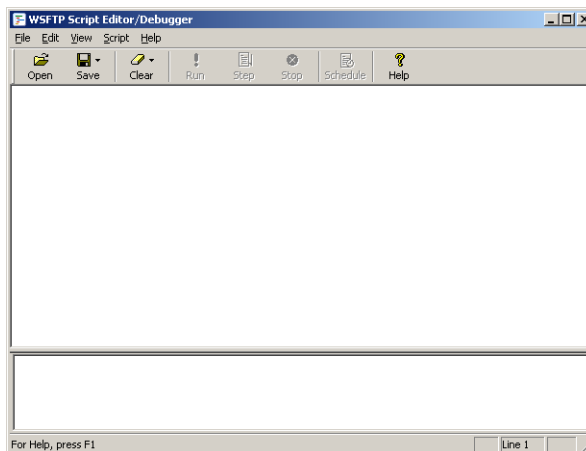 WSFTP Script Editor/Debugger
File Edit View Script Help
Open Save Clear Run Step Stop Schedule Help
For Help, press F1 Line 1